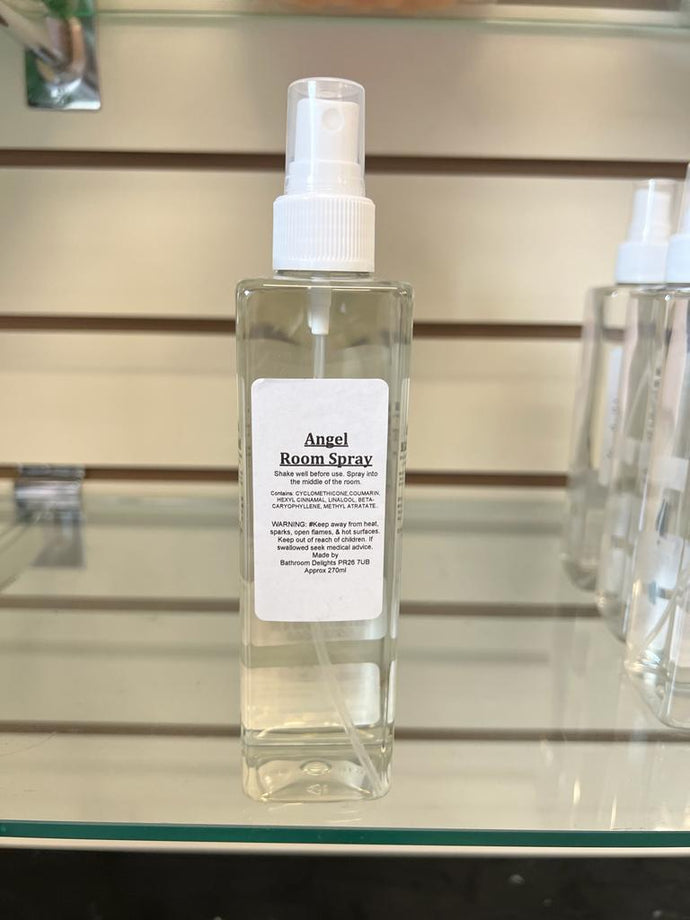 Angel
Room Spray
Shake well before use. Spray into
the middle of the room.
Contains: CYCLOMETHICONE,COUMARIN,
HEXYL CINNAMAL, LINALOOL, BETA-
CARYOPHYLLENE, METHYL ATRATATE.
WARNING: #Keep away from heat,
sparks, open flames, & hot surfaces.
Keep out of reach of children. If
swallowed seek medical advice.
Made by
Bathroom Delights PR26 7UB
Approx 270ml